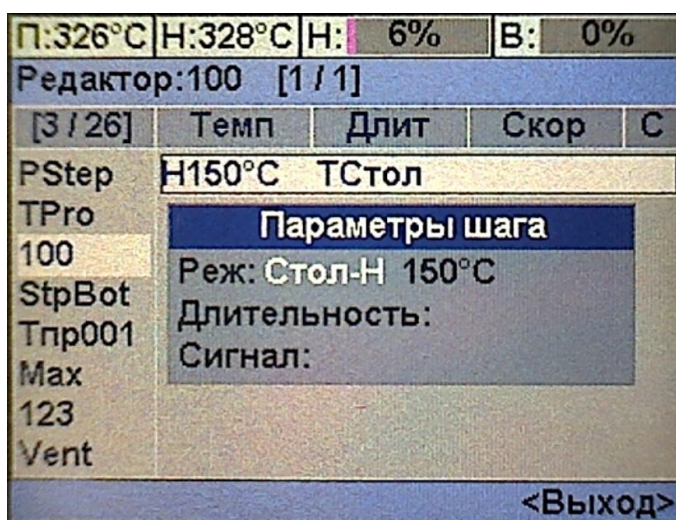 П:326°C Н:328°C Н: 6% В: 0%
Редактор:100 [1 / 1]
[3 / 26] Темп Длит Скор С
PStep Н150°C ТСтол
TPro
Параметры шага
100
Реж: Стол-Н 150°C
StpBot
Длительность:
Тпр001
Сигнал:
Max
123
Vent
<Выход>